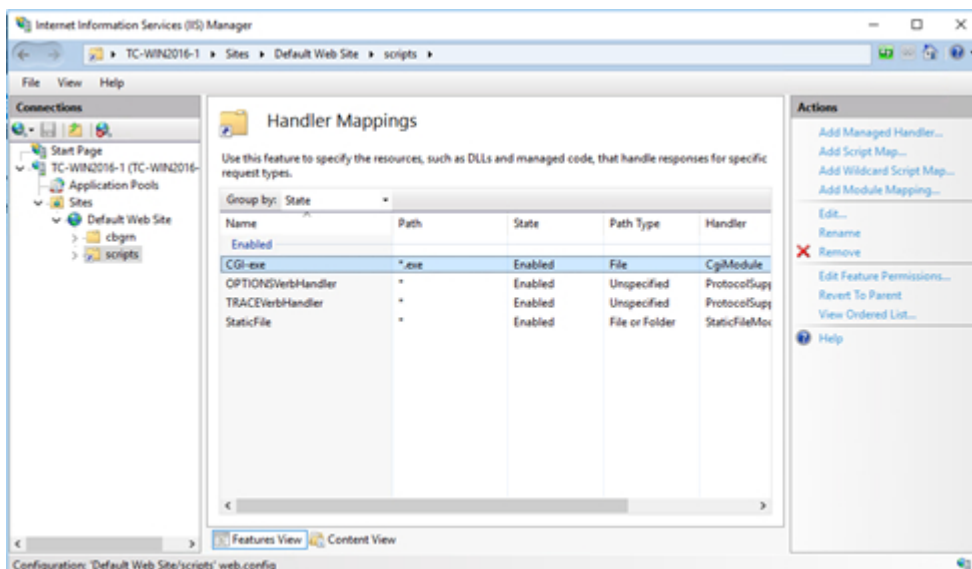 Internet Information Services (IIS) Manager
TC-WIN2016-1 Sites Default Web Site scripts
File View Help
Connections
Start Page
TC-WIN2016-1 (TC-WIN2016-
Application Pools
Sites
Default Web Site
cbgrn
scripts
Handler Mappings
Use this feature to specify the resources, such as DLLs and managed code, that handle responses for specific
request types.
Group by: State
Name Path State Path Type Handler
Enabled
CGI-exe *.exe Enabled File CgiModule
OPTIONSVerbHandler * Enabled Unspecified ProtocolSupp
TRACEVerbHandler * Enabled Unspecified ProtocolSupp
StaticFile * Enabled File or Folder StaticFileMoc
Features View Content View
Actions
Add Managed Handler...
Add Script Map...
Add Wildcard Script Map...
Add Module Mapping...
Edit...
Rename
Remove
Edit Feature Permissions...
Revert To Parent
View Ordered List...
Help
Configuration: 'Default Web Site/scripts' web.config